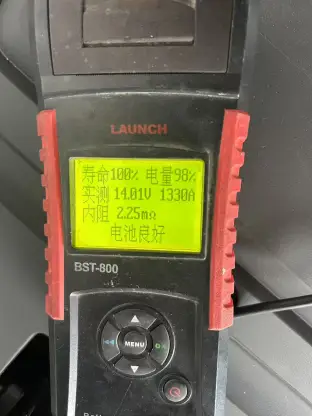 LAUNCH
寿命100% 电量98%
实测 14.01V 1330A
内阻 2.25mΩ
电池良好
BST-800
MENU